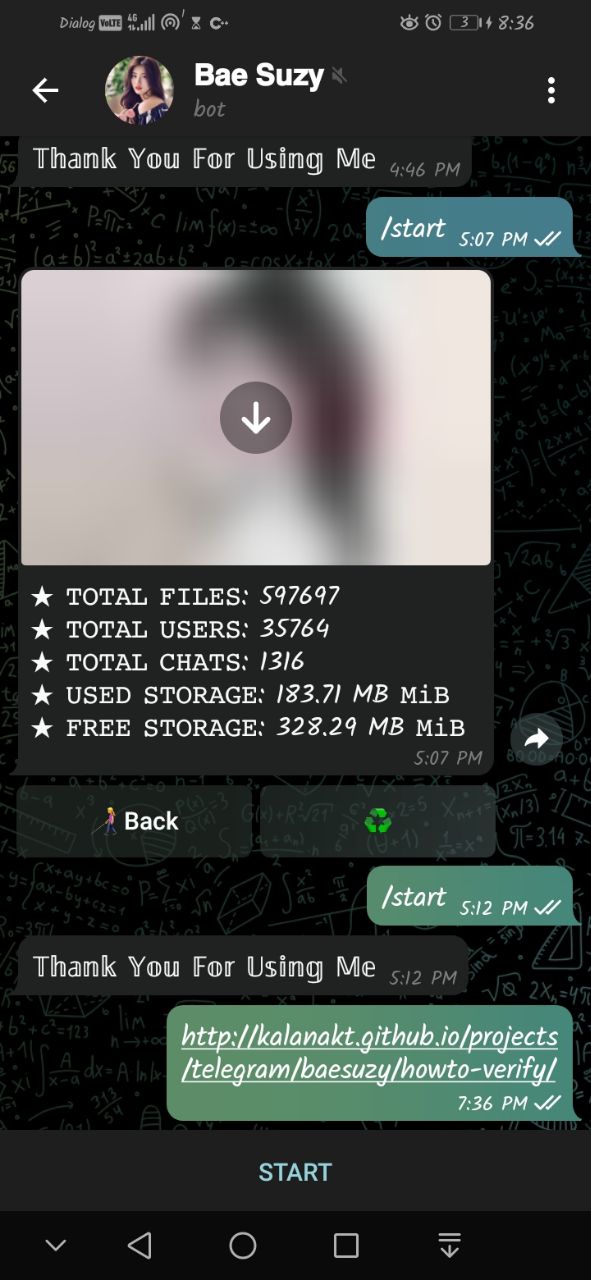 Dialog VoLTE 4G 3 8:36
Bae Suzy
bot
𝕋hank 𝕐ou 𝔽or 𝕌sing 𝕄e 4:46 PM
/start 5:07 PM
★ TOTAL FILES: 597697
★ TOTAL USERS: 35764
★ TOTAL CHATS: 1316
★ USED STORAGE: 183.71 MB MiB
★ FREE STORAGE: 328.29 MB MiB
5:07 PM
Back
/start 5:12 PM
𝕋hank 𝕐ou 𝔽or 𝕌sing 𝕄e 5:12 PM
http://kalanakt.github.io/projects
/telegram/baesuzy/howto-verify/
7:36 PM
START